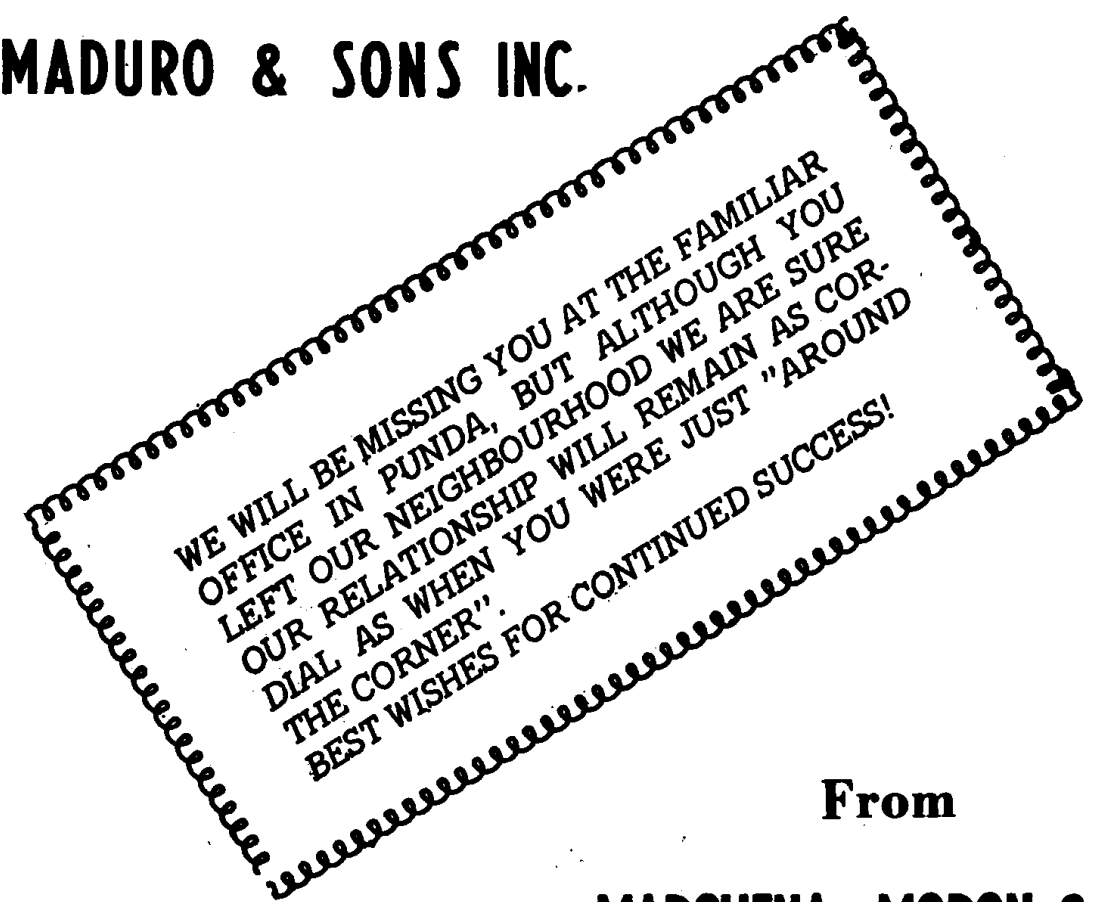 MADURO & SONS INC.
WE WILL BE MISSING YOU AT THE FAMILIAR
OFFICE IN PUNDA, BUT ALTHOUGH YOU
LEFT OUR NEIGHBOURHOOD WE ARE SURE
OUR RELATIONSHIP WILL REMAIN AS COR-
DIAL AS WHEN YOU WERE JUST "AROUND
THE CORNER".
BEST WISHES FOR CONTINUED SUCCESS!
From